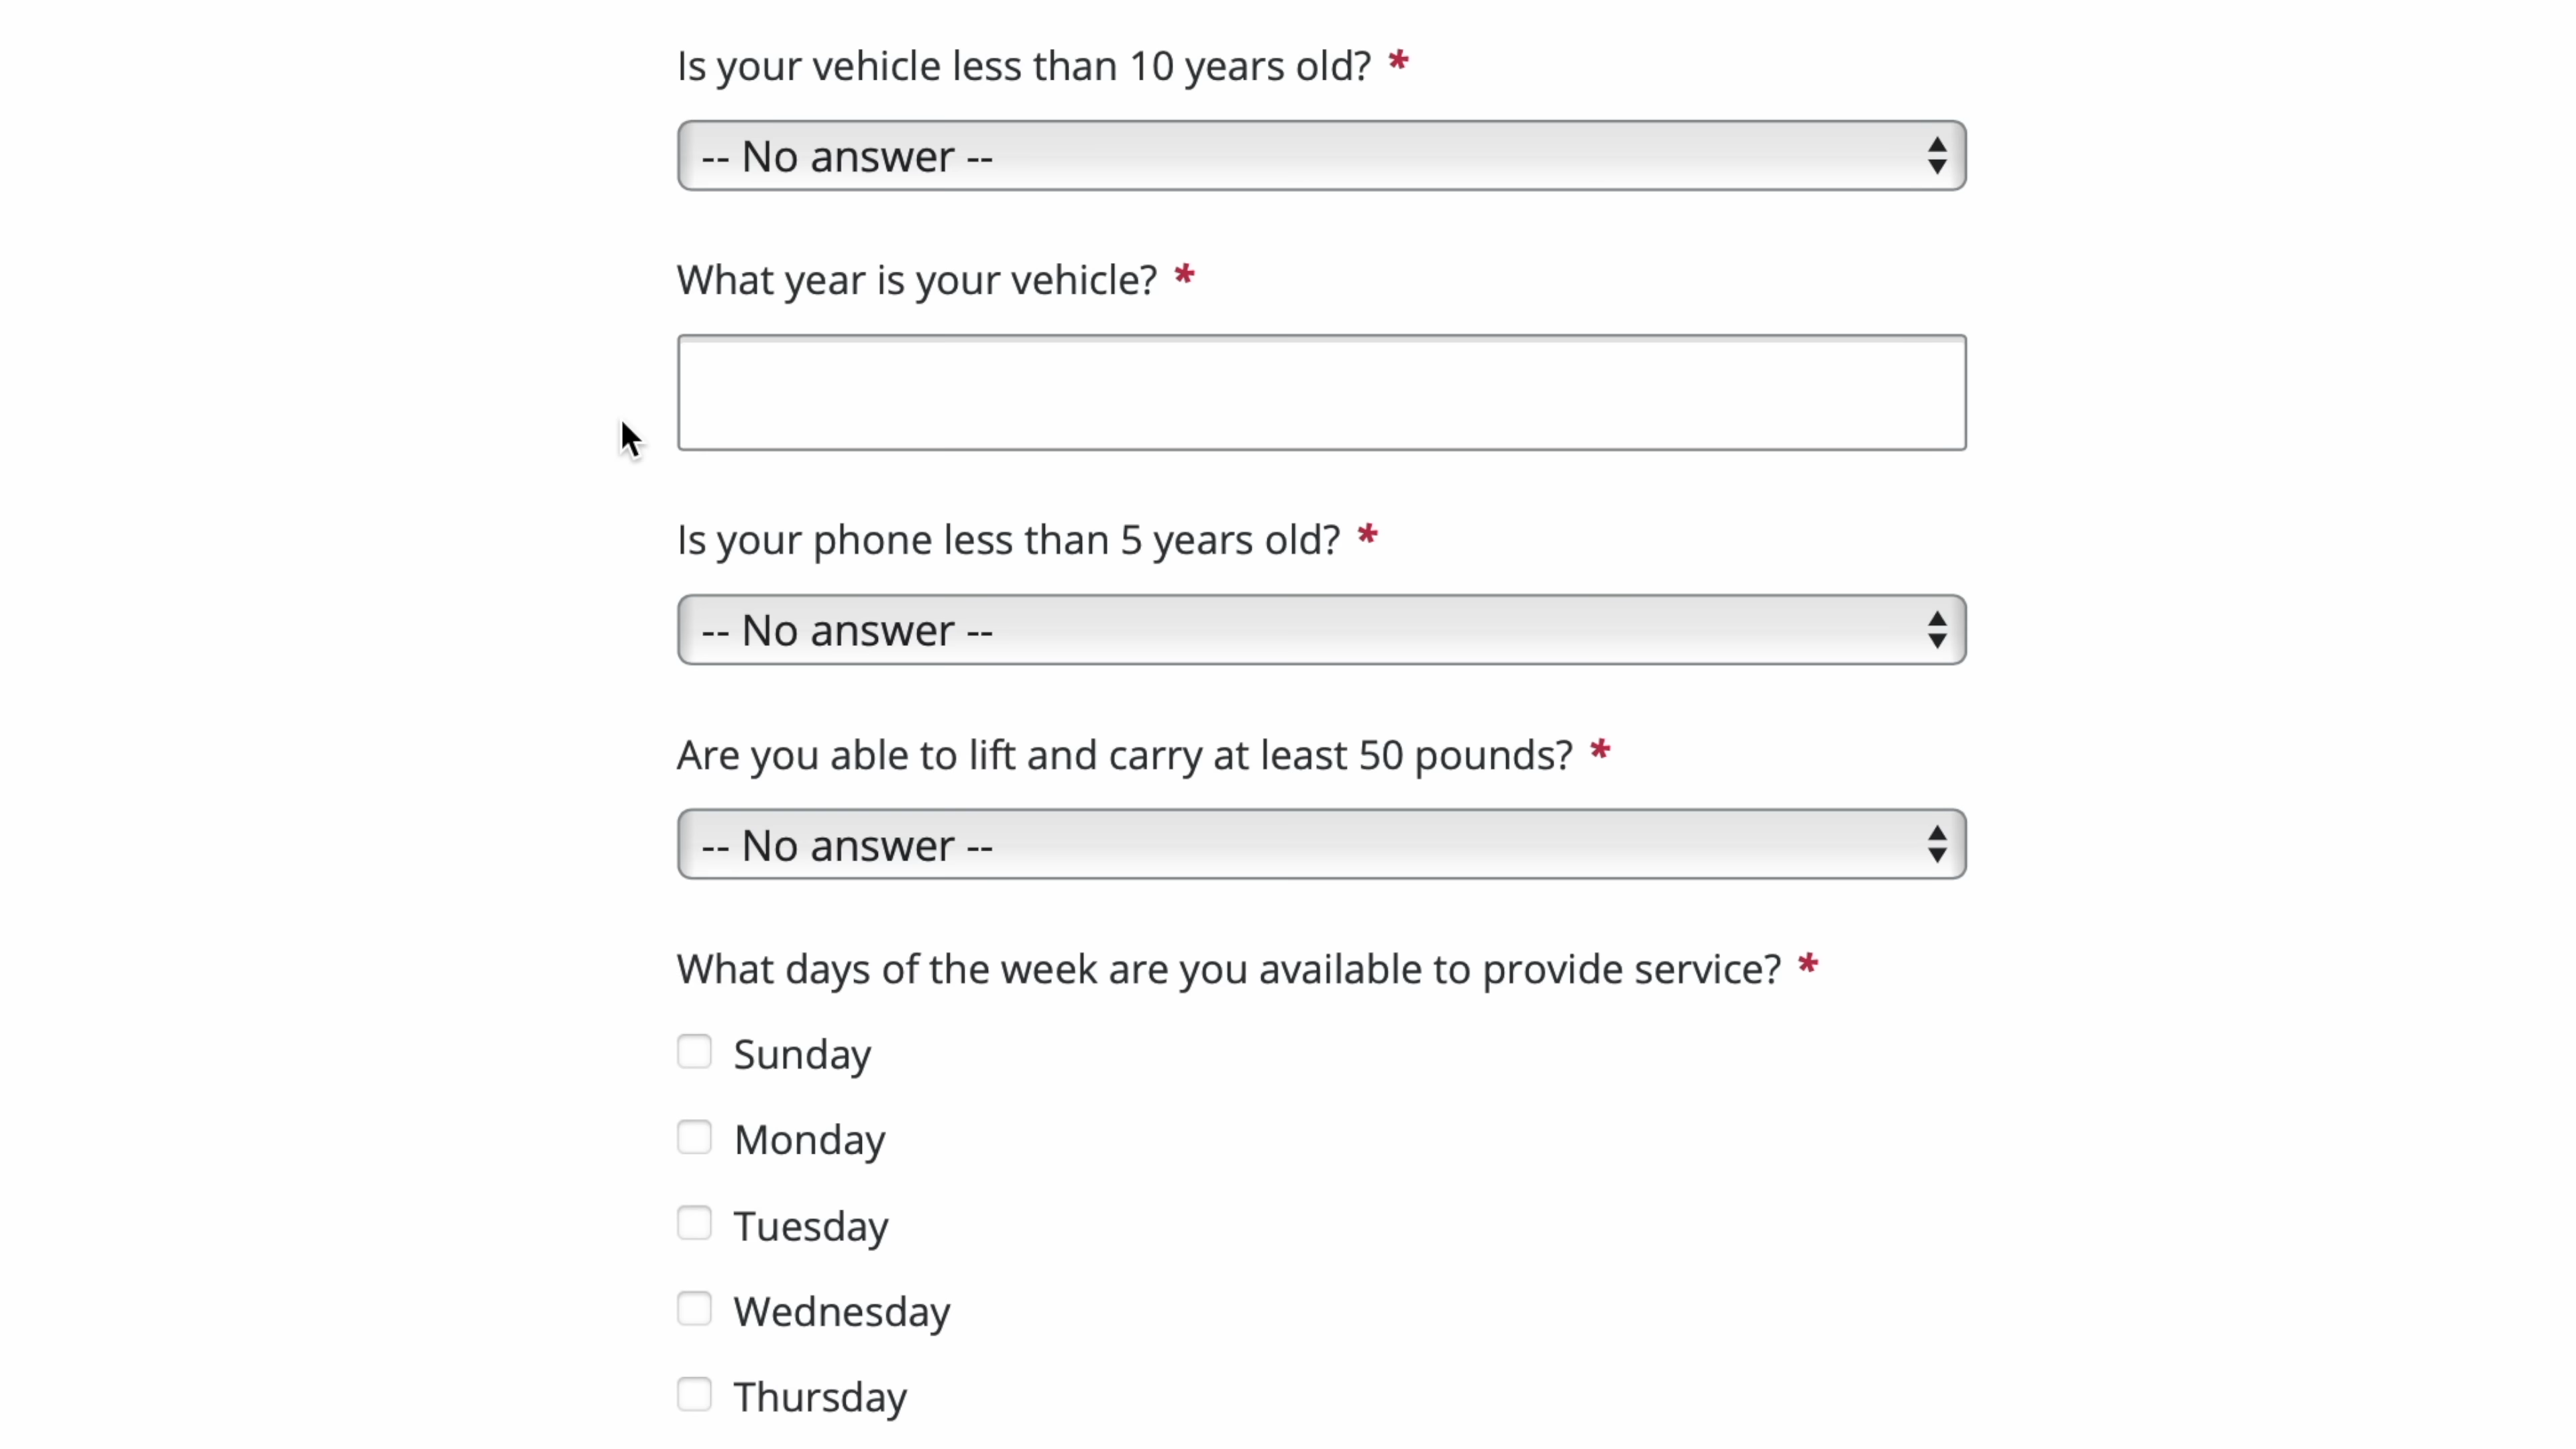 Is your vehicle less than 10 years old? *
-- No answer --
What year is your vehicle? *
Is your phone less than 5 years old? *
-- No answer --
Are you able to lift and carry at least 50 pounds? *
-- No answer --
What days of the week are you available to provide service? *
Sunday
Monday
Tuesday
Wednesday
Thursday